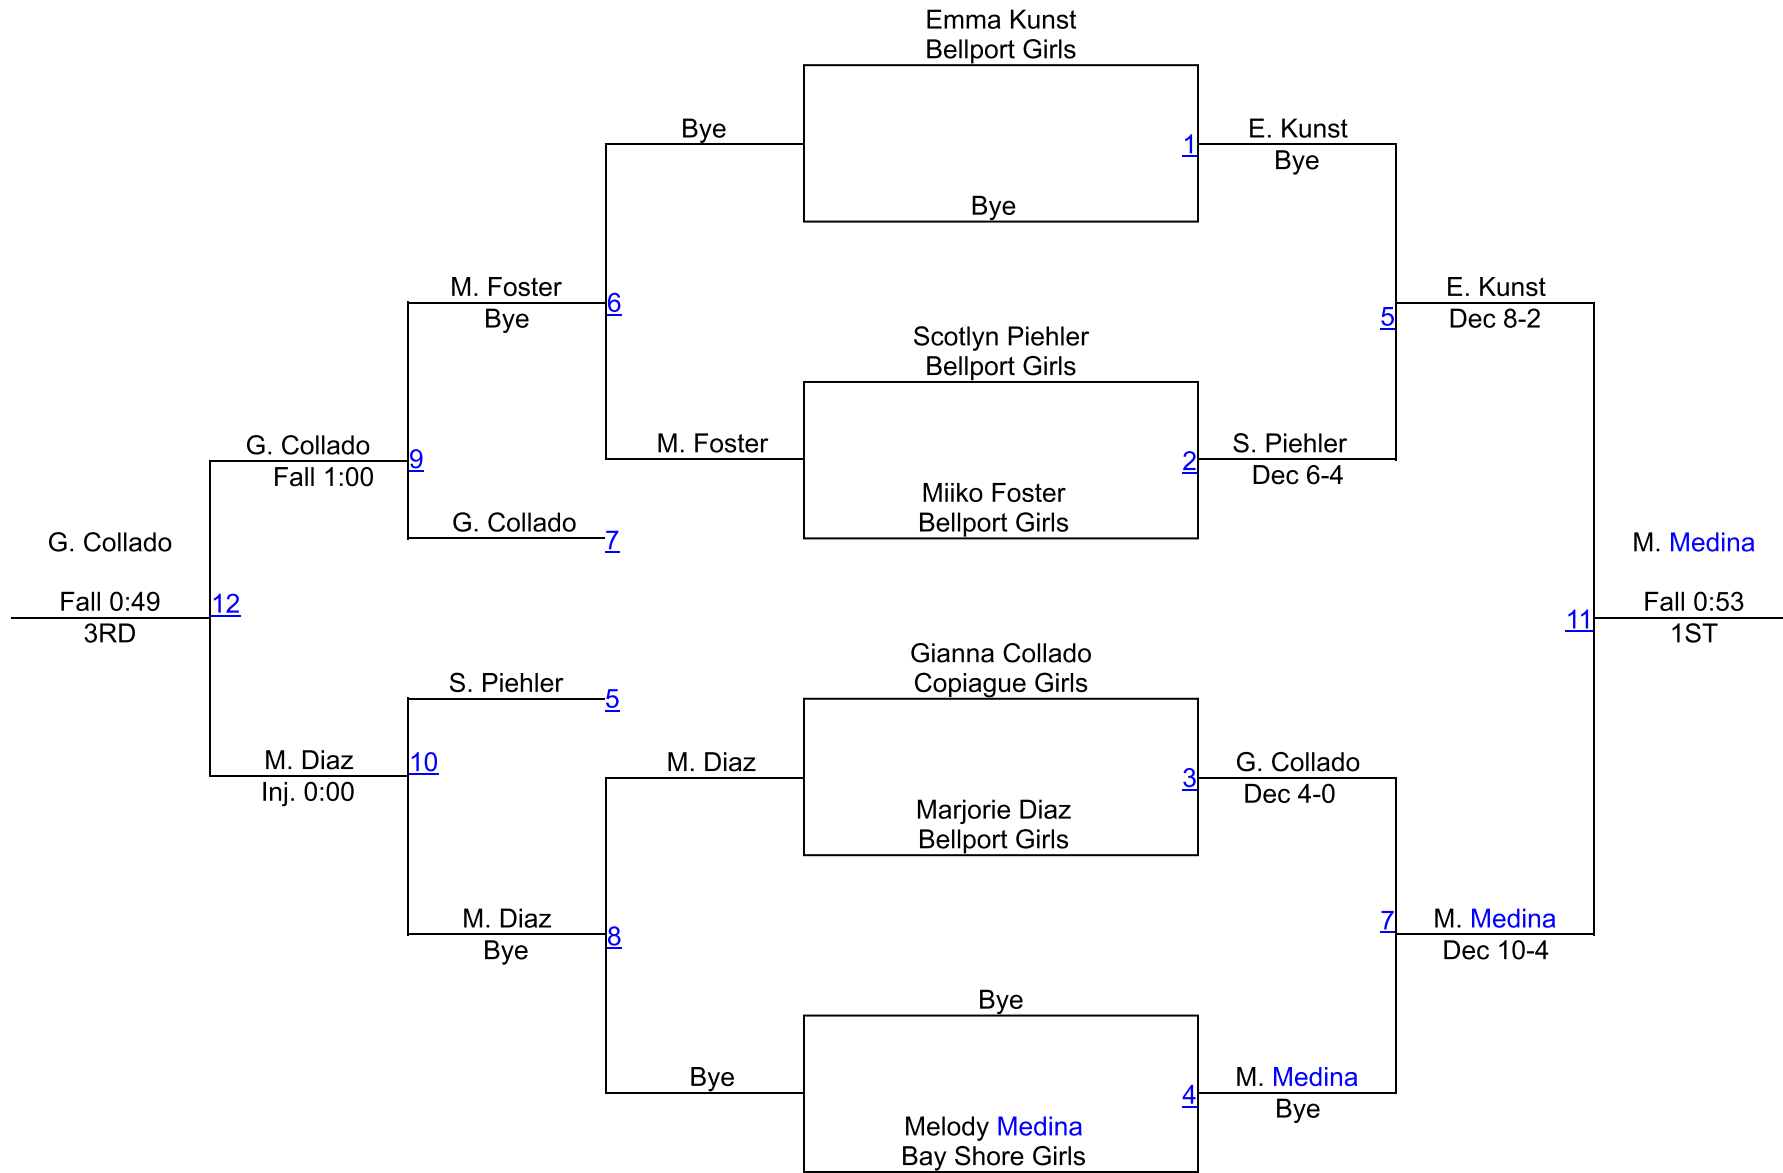 Emma Kunst
Bellport Girls
Bye
1
E. Kunst
Bye
Bye
M. Foster
Bye
6
E. Kunst
Dec 8-2
5
Scotlyn Piehler
Bellport Girls
G. Collado
Fall 1:00
9
M. Foster
2
S. Piehler
Dec 6-4
Miiko Foster
Bellport Girls
G. Collado
7
G. Collado
Fall 0:49
3RD
12
M. Medina
Fall 0:53
1ST
11
Gianna Collado
Copiague Girls
S. Piehler
5
M. Diaz
Inj. 0:00
10
M. Diaz
3
G. Collado
Dec 4-0
Marjorie Diaz
Bellport Girls
M. Diaz
Bye
8
7
M. Medina
Dec 10-4
Bye
Bye
4
M. Medina
Bye
Melody Medina
Bay Shore Girls